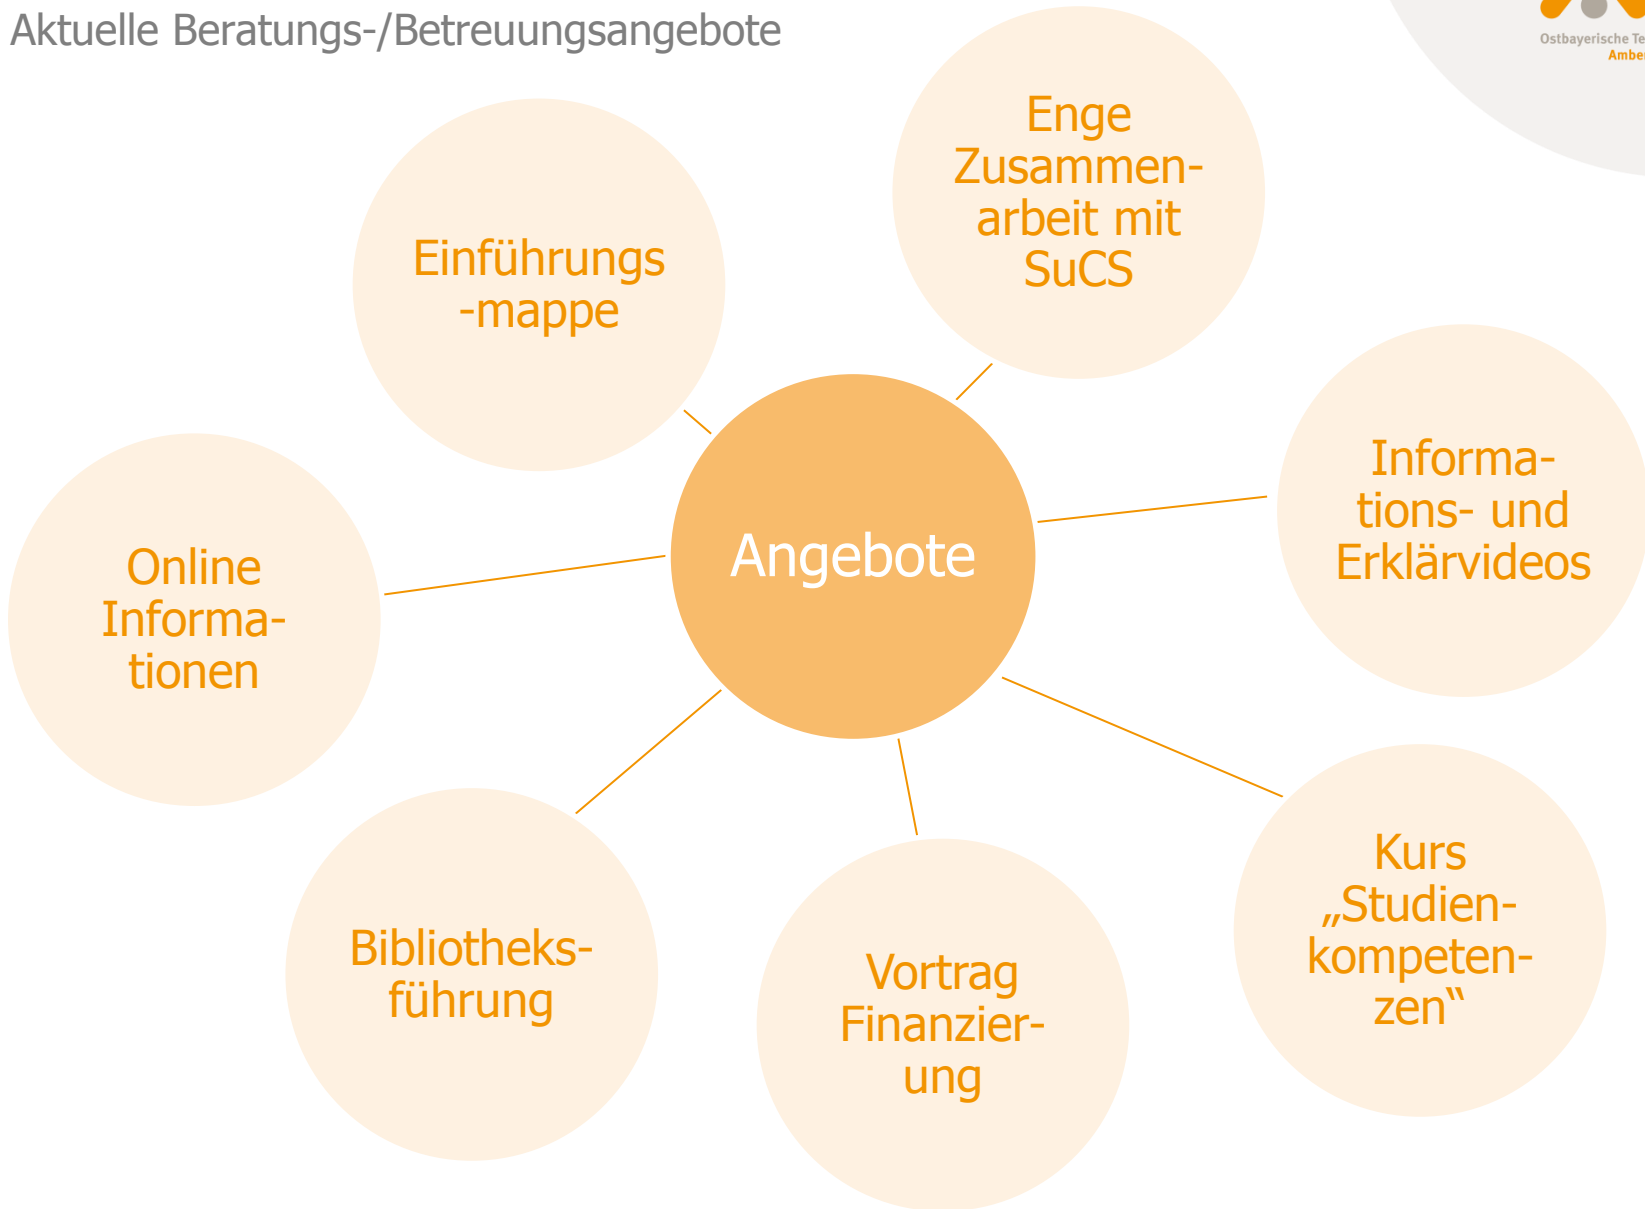 Aktuelle Beratungs-/Betreuungsangebote
Ostbayerische Te
Amber
Enge
Zusammen-
arbeit mit
SuCS
Einführungs
-mappe
Informa-
tions- und
Erklärvideos
Angebote
Online
Informa-
tionen
Kurs
„Studien-
kompeten-
zen“
Bibliotheks-
führung
Vortrag
Finanzier-
ung